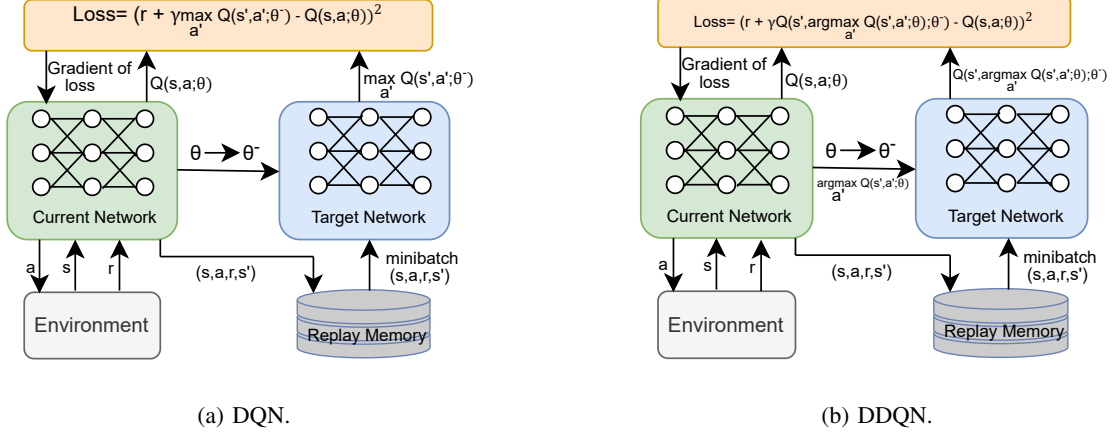 Loss= (r + γmax Q(s',a';θ⁻) - Q(s,a;θ))²
a'
Gradient of
loss
Q(s,a;θ)
max Q(s',a';θ⁻)
a'
θ → θ⁻
Current Network
Target Network
a
s
r
(s,a,r,s')
minibatch
(s,a,r,s')
Environment
Replay Memory
(a) DQN.
Loss= (r + γQ(s',argmax Q(s',a';θ);θ⁻) - Q(s,a;θ))²
a'
Gradient of
loss
Q(s,a;θ)
Q(s',argmax Q(s',a';θ);θ⁻)
a'
θ → θ⁻
argmax Q(s',a';θ)
a'
Current Network
Target Network
a
s
r
(s,a,r,s')
minibatch
(s,a,r,s')
Environment
Replay Memory
(b) DDQN.